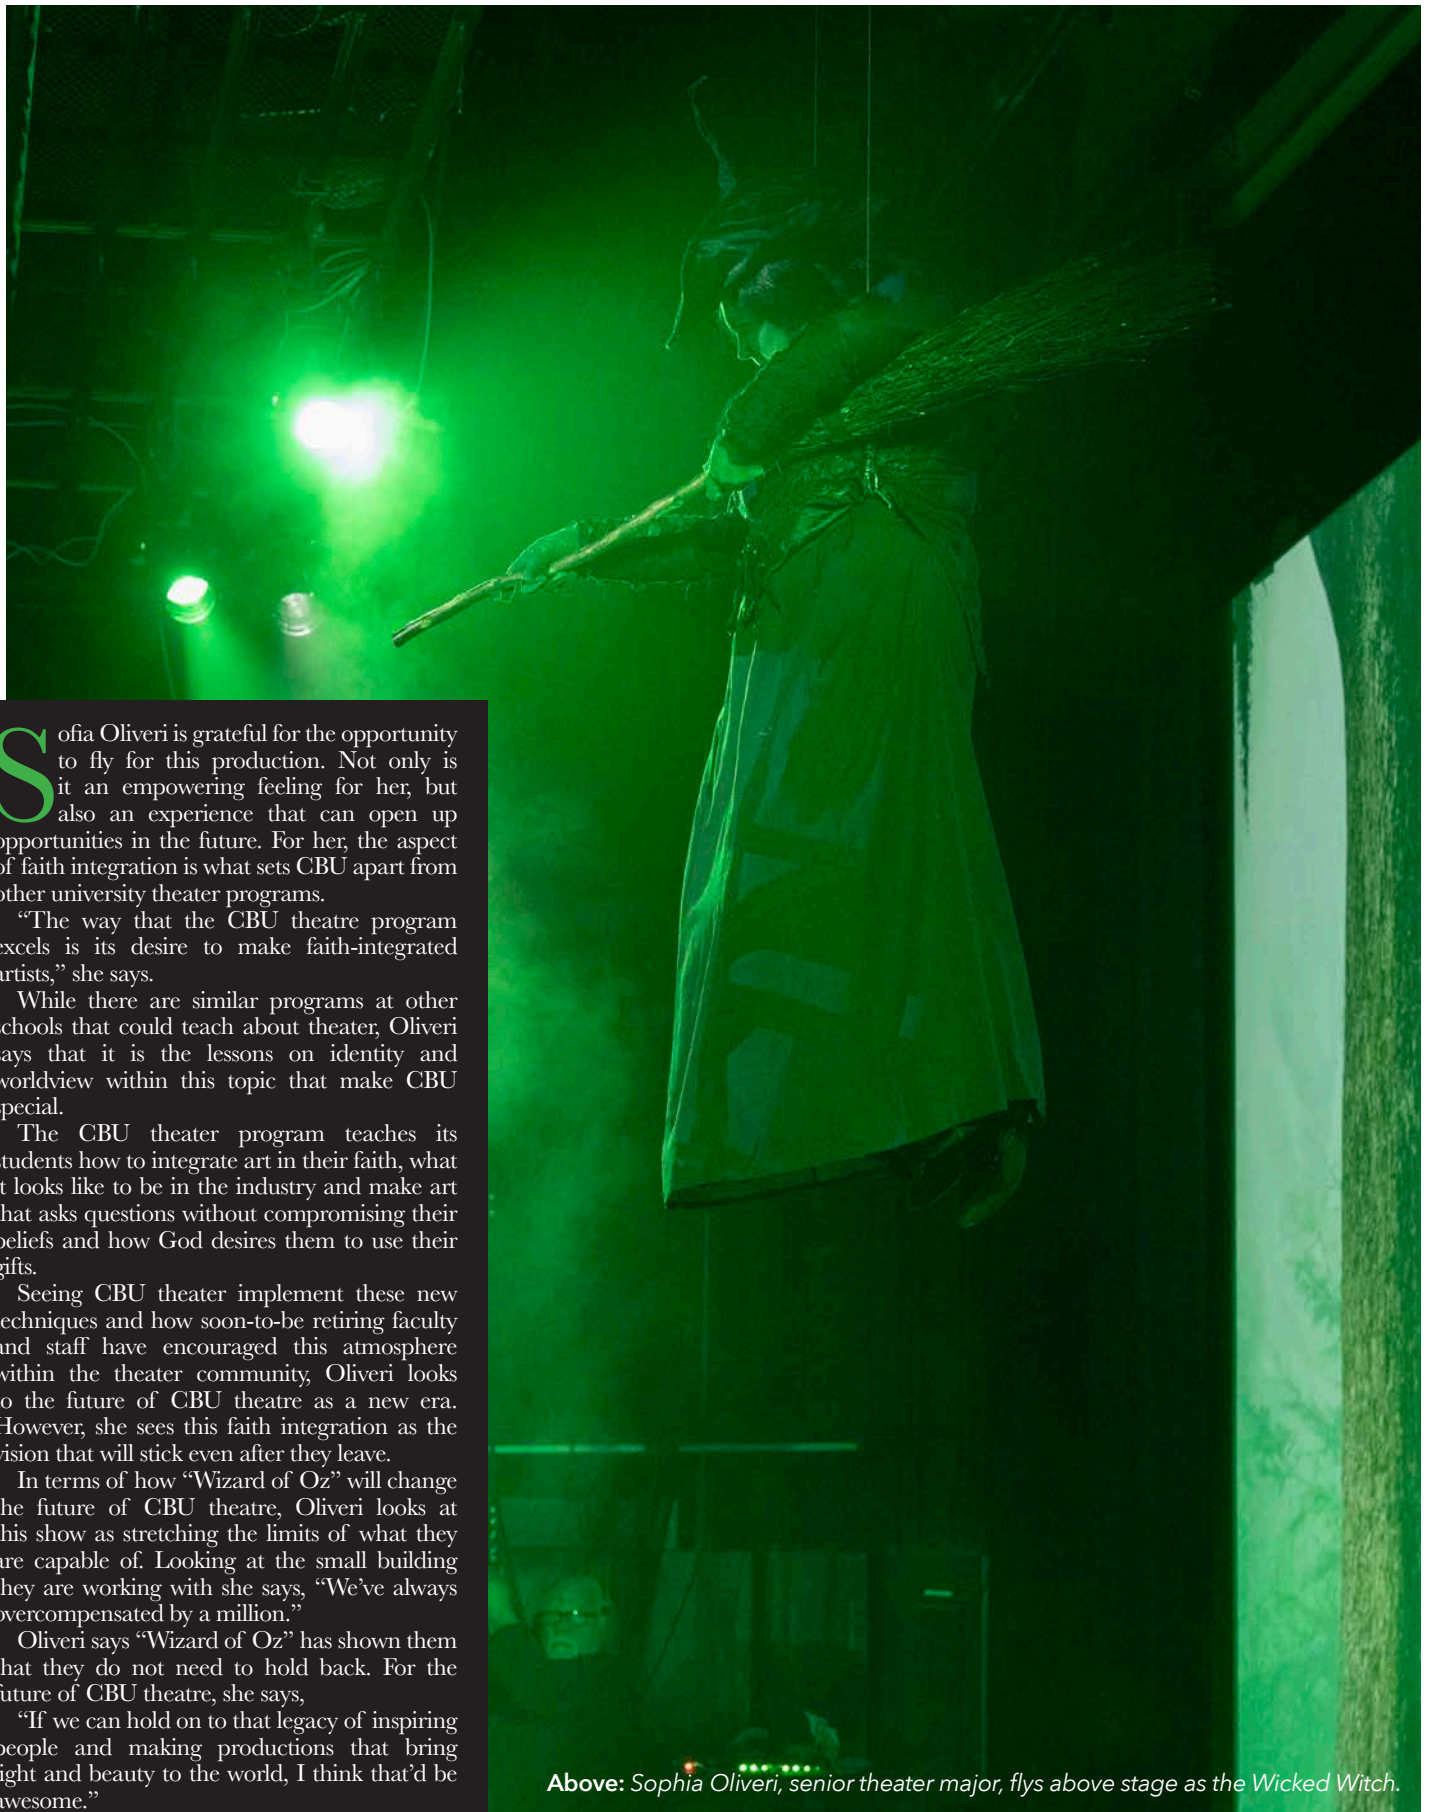 Sofia Oliveri is grateful for the opportunity
to fly for this production. Not only is
it an empowering feeling for her, but
also an experience that can open up
opportunities in the future. For her, the aspect
of faith integration is what sets CBU apart from
other university theater programs.
“The way that the CBU theatre program
excels is its desire to make faith-integrated
artists,” she says.
While there are similar programs at other
schools that could teach about theater, Oliveri
says that it is the lessons on identity and
worldview within this topic that make CBU
special.
The CBU theater program teaches its
students how to integrate art in their faith, what
t looks like to be in the industry and make art
hat asks questions without compromising their
beliefs and how God desires them to use their
gifts.
Seeing CBU theater implement these new
echniques and how soon-to-be retiring faculty
and staff have encouraged this atmosphere
within the theater community, Oliveri looks
o the future of CBU theatre as a new era.
However, she sees this faith integration as the
vision that will stick even after they leave.
In terms of how “Wizard of Oz” will change
he future of CBU theatre, Oliveri looks at
his show as stretching the limits of what they
are capable of. Looking at the small building
hey are working with she says, “We’ve always
overcompensated by a million.”
Oliveri says “Wizard of Oz” has shown them
hat they do not need to hold back. For the
future of CBU theatre, she says,
“If we can hold on to that legacy of inspiring
people and making productions that bring
ight and beauty to the world, I think that’d be
awesome.”
Above: Sophia Oliveri, senior theater major, flys above stage as the Wicked Witch.